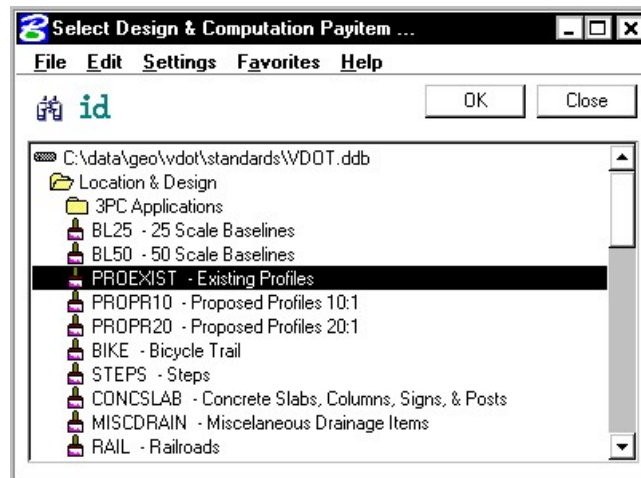 Select Design & Computation Payitem ...
File Edit Settings Favorites Help
id OK Close
C:\data\geo\vdot\standards\VDOT.ddb
Location & Design
3PC Applications
BL25 - 25 Scale Baselines
BL50 - 50 Scale Baselines
PROEXIST - Existing Profiles
PROPR10 - Proposed Profiles 10:1
PROPR20 - Proposed Profiles 20:1
BIKE - Bicycle Trail
STEPS - Steps
CONCSLAB - Concrete Slabs, Columns, Signs, & Posts
MISCDRAIN - Miscelaneous Drainage Items
RAIL - Railroads